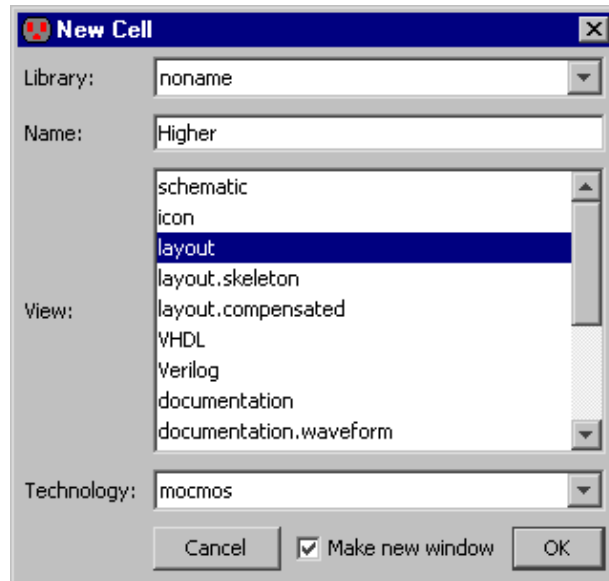 New Cell
Library: noname
Name: Higher
schematic
icon
layout
layout.skeleton
layout.compensated
View:
VHDL
Verilog
documentation
documentation.waveform
Technology: mocmos
Cancel Make new window OK